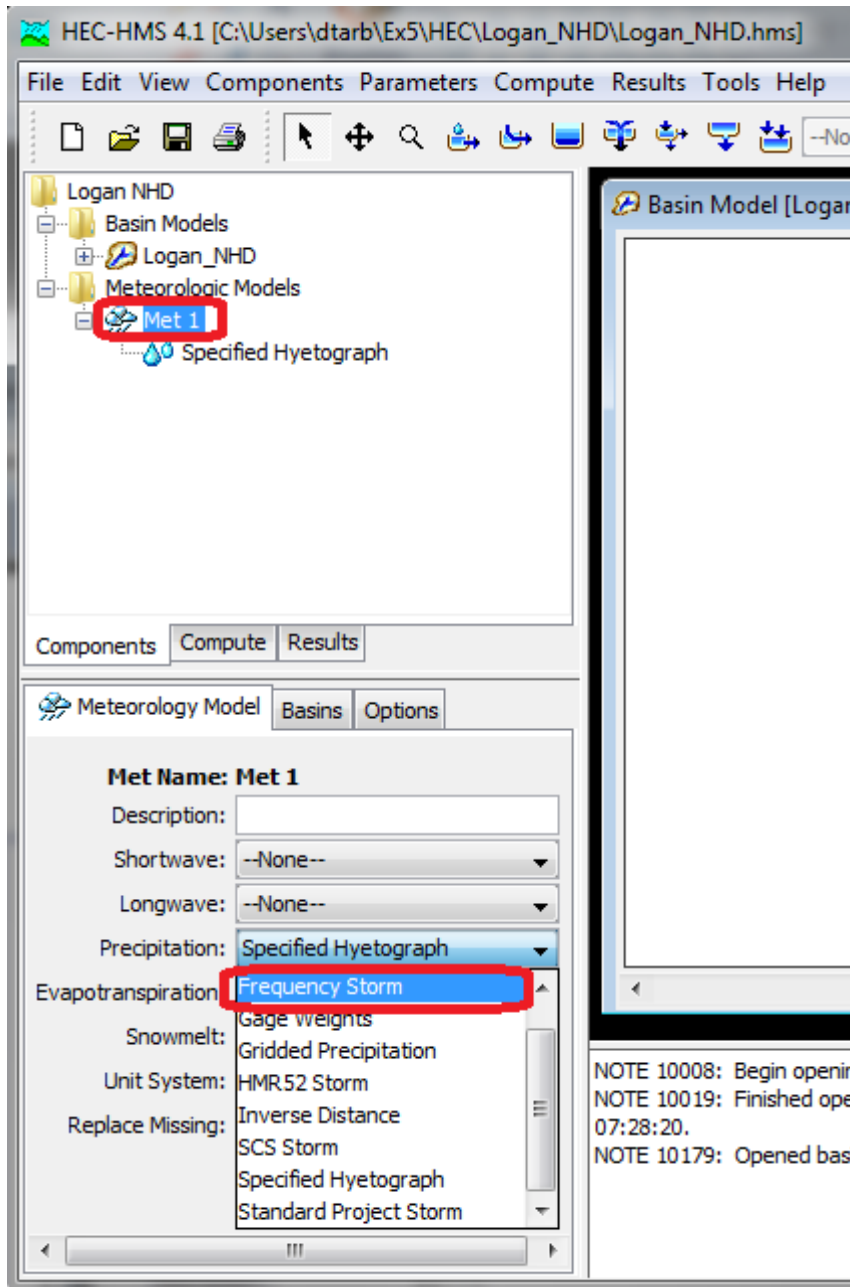 HEC-HMS 4.1 [C:\Users\dtarb\Ex5\HEC\Logan_NHD\Logan_NHD.hms]
File Edit View Components Parameters Compute Results Tools Help
--No
Logan NHD
Basin Models
Logan_NHD
Meteorologic Models
Met 1
Specified Hyetograph
Components Compute Results
Basin Model [Logan
Meteorology Model Basins Options
Met Name: Met 1
Description:
Shortwave: --None--
Longwave: --None--
Precipitation: Specified Hyetograph
Evapotranspiration
Snowmelt:
Unit System:
Replace Missing:
Frequency Storm
Gage Weights
Gridded Precipitation
HMR52 Storm
Inverse Distance
SCS Storm
Specified Hyetograph
Standard Project Storm
NOTE 10008: Begin openin
NOTE 10019: Finished ope
07:28:20.
NOTE 10179: Opened bas